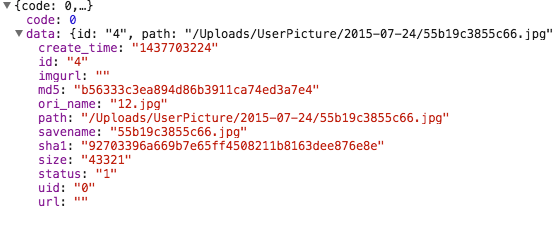 {code: 0,…}
code: 0
data: {id: "4", path: "/Uploads/UserPicture/2015-07-24/55b19c3855c66.jpg"
create_time: "1437703224"
id: "4"
imgurl: ""
md5: "b56333c3ea894d86b3911ca74ed3a7e4"
ori_name: "12.jpg"
path: "/Uploads/UserPicture/2015-07-24/55b19c3855c66.jpg"
savename: "55b19c3855c66.jpg"
sha1: "92703396a669b7e65ff4508211b8163dee876e8e"
size: "43321"
status: "1"
uid: "0"
url: ""